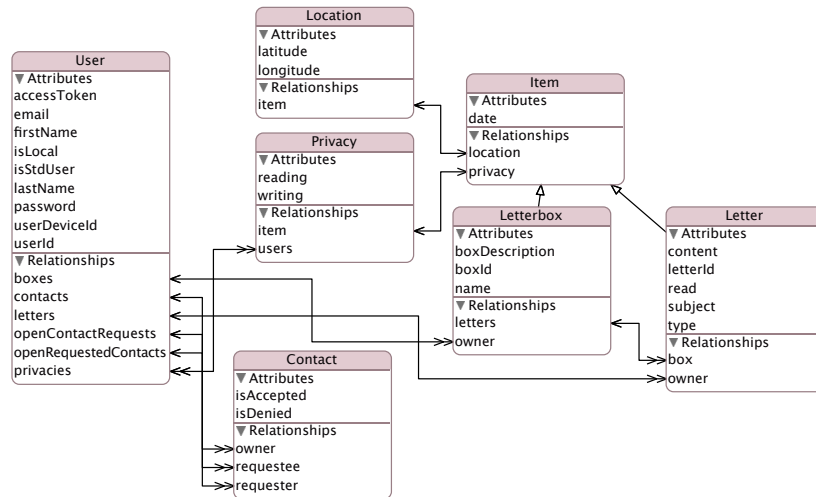 User
▼ Attributes
accessToken
email
firstName
isLocal
isStdUser
lastName
password
userDeviceId
userId
▼ Relationships
boxes
contacts
letters
openContactRequests
openRequestedContacts
privacies
Location
▼ Attributes
latitude
longitude
▼ Relationships
item
Privacy
▼ Attributes
reading
writing
▼ Relationships
item
users
Contact
▼ Attributes
isAccepted
isDenied
▼ Relationships
owner
requestee
requester
Item
▼ Attributes
date
▼ Relationships
location
privacy
Letterbox
▼ Attributes
boxDescription
boxId
name
▼ Relationships
letters
owner
Letter
▼ Attributes
content
letterId
read
subject
type
▼ Relationships
box
owner